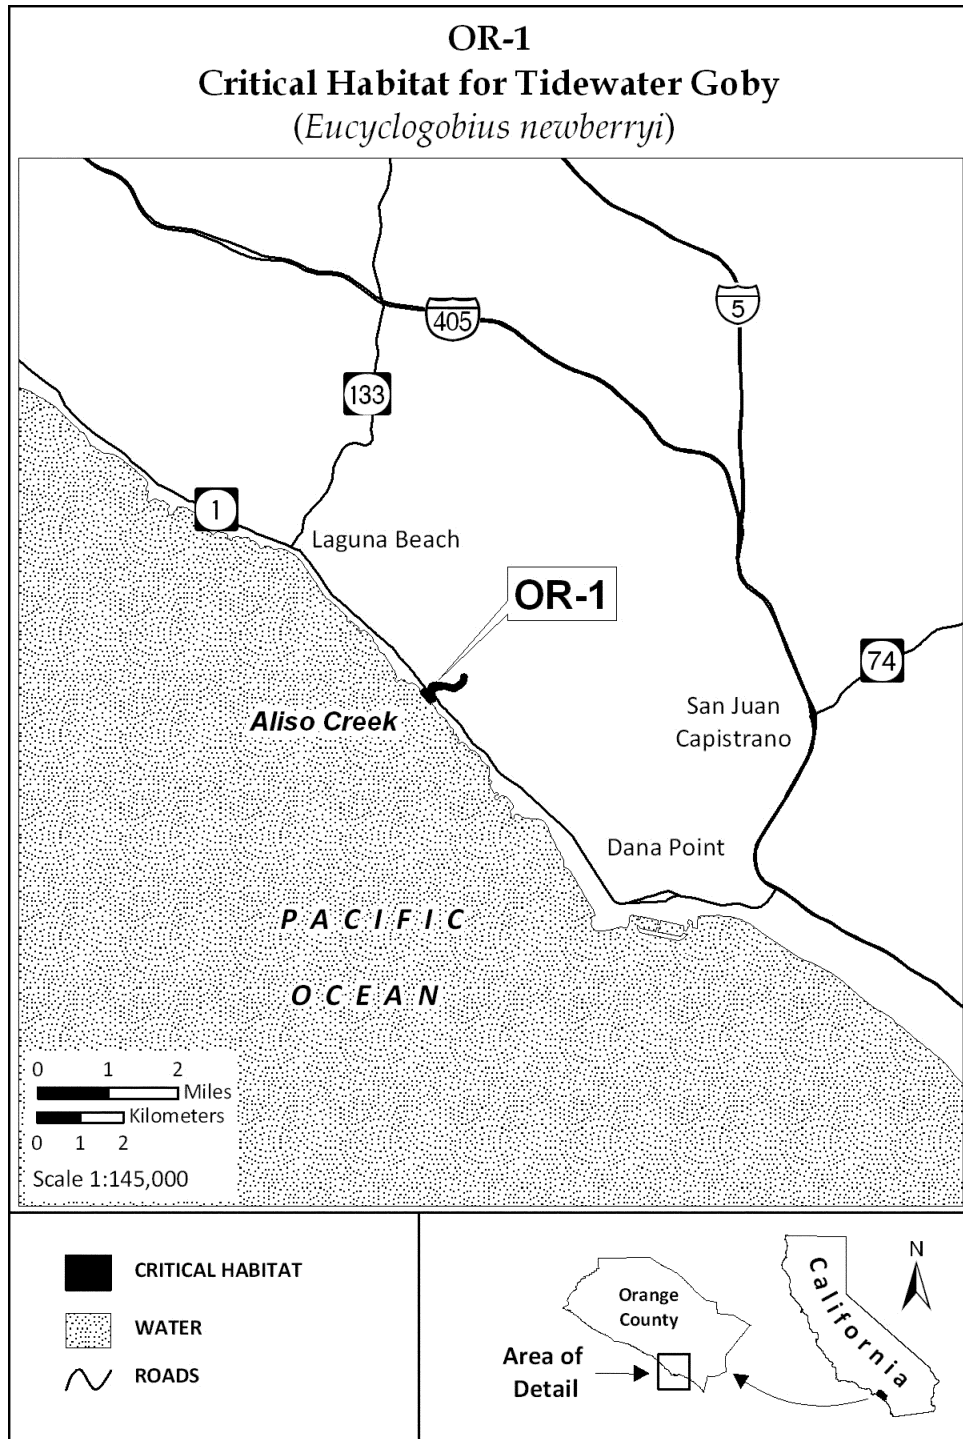 OR-1
Critical Habitat for Tidewater Goby
(Eucyclogobius newberryi)
405
5
133
1
Laguna Beach
OR-1
74
San Juan
Capistrano
Aliso Creek
Dana Point
PACIFIC
OCEAN
0 1 2
Miles
Kilometers
0 1 2
Scale 1:145,000
CRITICAL HABITAT
WATER
ROADS
Orange
County
Area of
Detail
California
N